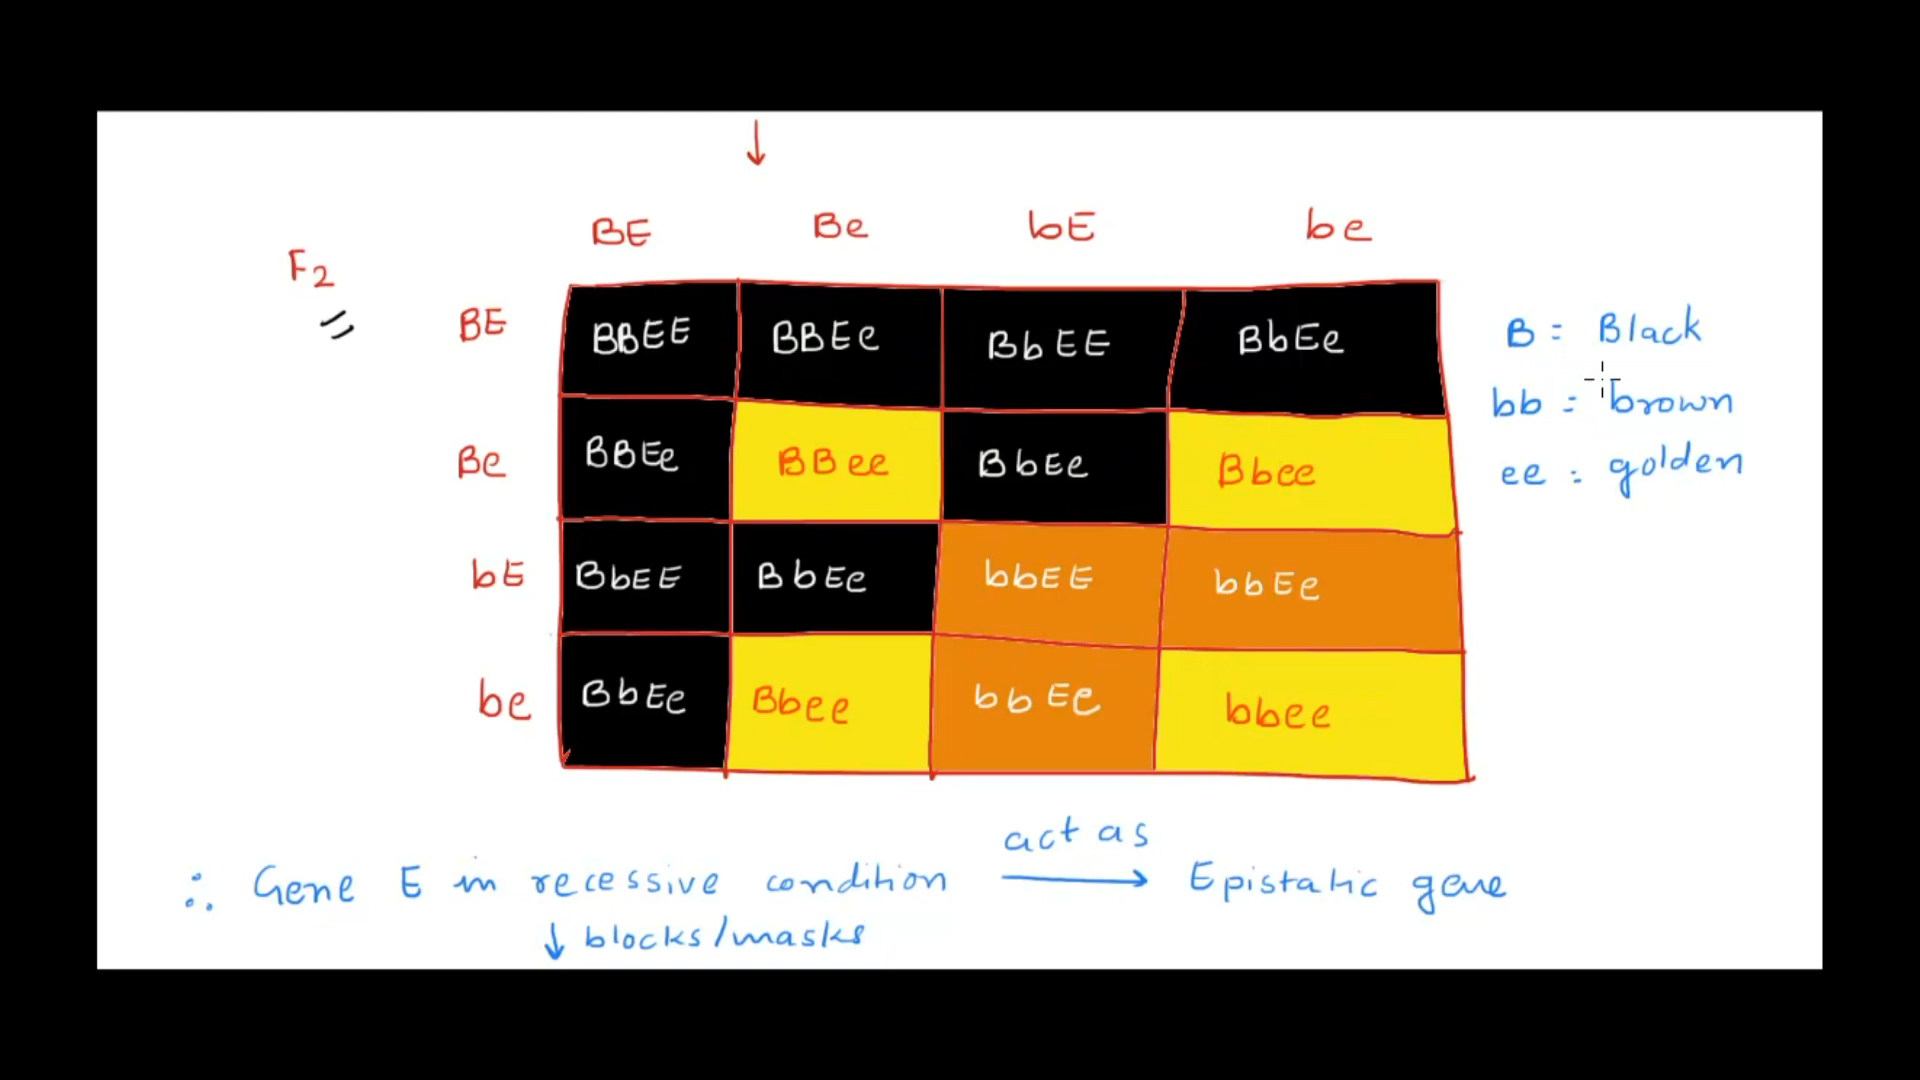 BE Be bE be
F2
BE BBEE BBEe BbEE BbEe
B = Black
bb = brown
Be BBEe BBee BbEe Bbee
ee = golden
bE BbEE BbEe bbEE bbEe
be BbEe Bbee bbEe bbee
act as
∴ Gene E in recessive condition → Epistatic gene
↓ blocks/masks